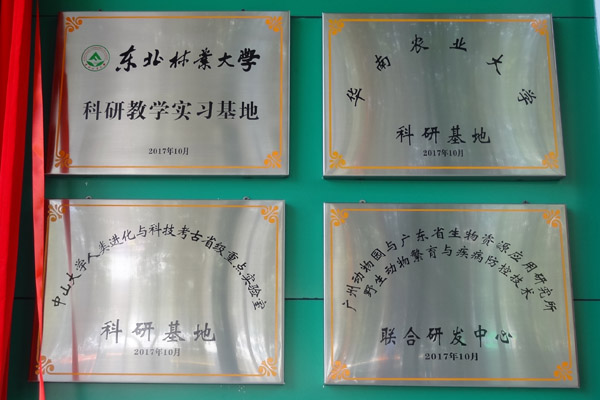 东北林业大学
科研教学实习基地
2017年10月
华南农业大学
科研基地
2017年10月
中山大学人类进化与科技考古省级重点实验室
科研基地
2017年10月
广州动物园与广东省生物资源应用研究所
野生动物繁育与疾病防控技术
联合研发中心
2017年10月